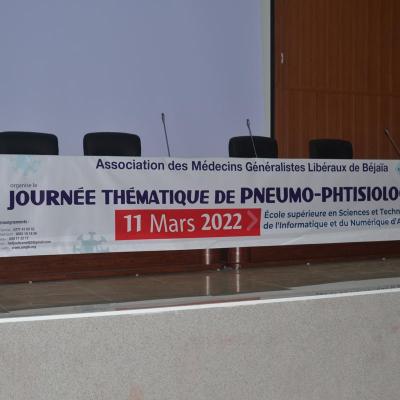 Association des Médecins Généralistes Libéraux de Béjaïa
organise la
JOURNÉE THÉMATIQUE DE PNEUMO-PHTISIOLO
11 Mars 2022
École supérieure en Sciences et Techn
de l'Informatique et du Numérique d'A